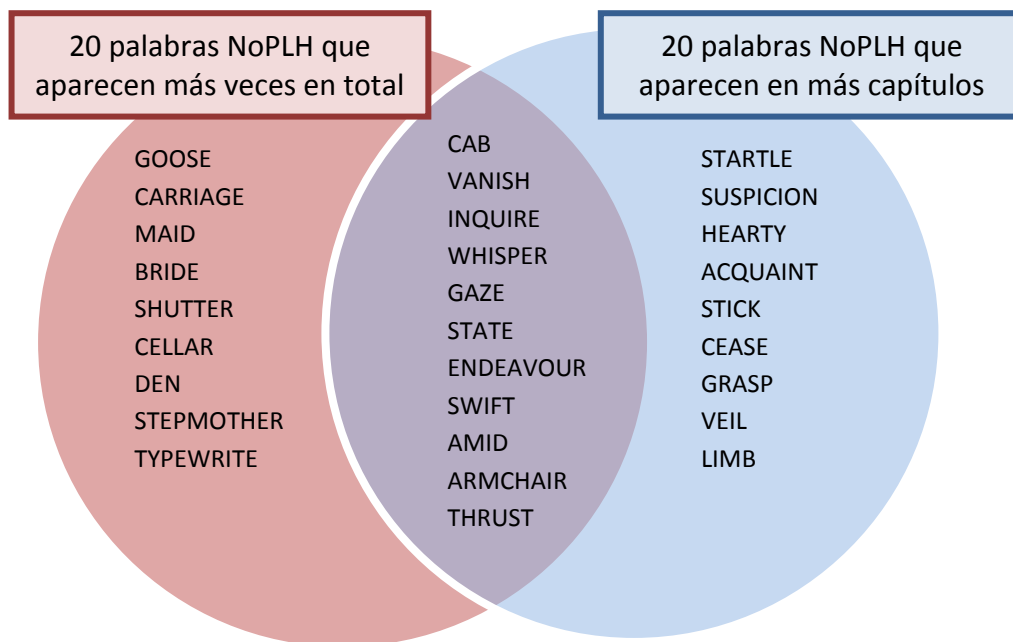 20 palabras NoPLH que
aparecen más veces en total
20 palabras NoPLH que
aparecen en más capítulos
GOOSE
CARRIAGE
MAID
BRIDE
SHUTTER
CELLAR
DEN
STEPMOTHER
TYPEWRITE
CAB
VANISH
INQUIRE
WHISPER
GAZE
STATE
ENDEAVOUR
SWIFT
AMID
ARMCHAIR
THRUST
STARTLE
SUSPICION
HEARTY
ACQUAINT
STICK
CEASE
GRASP
VEIL
LIMB